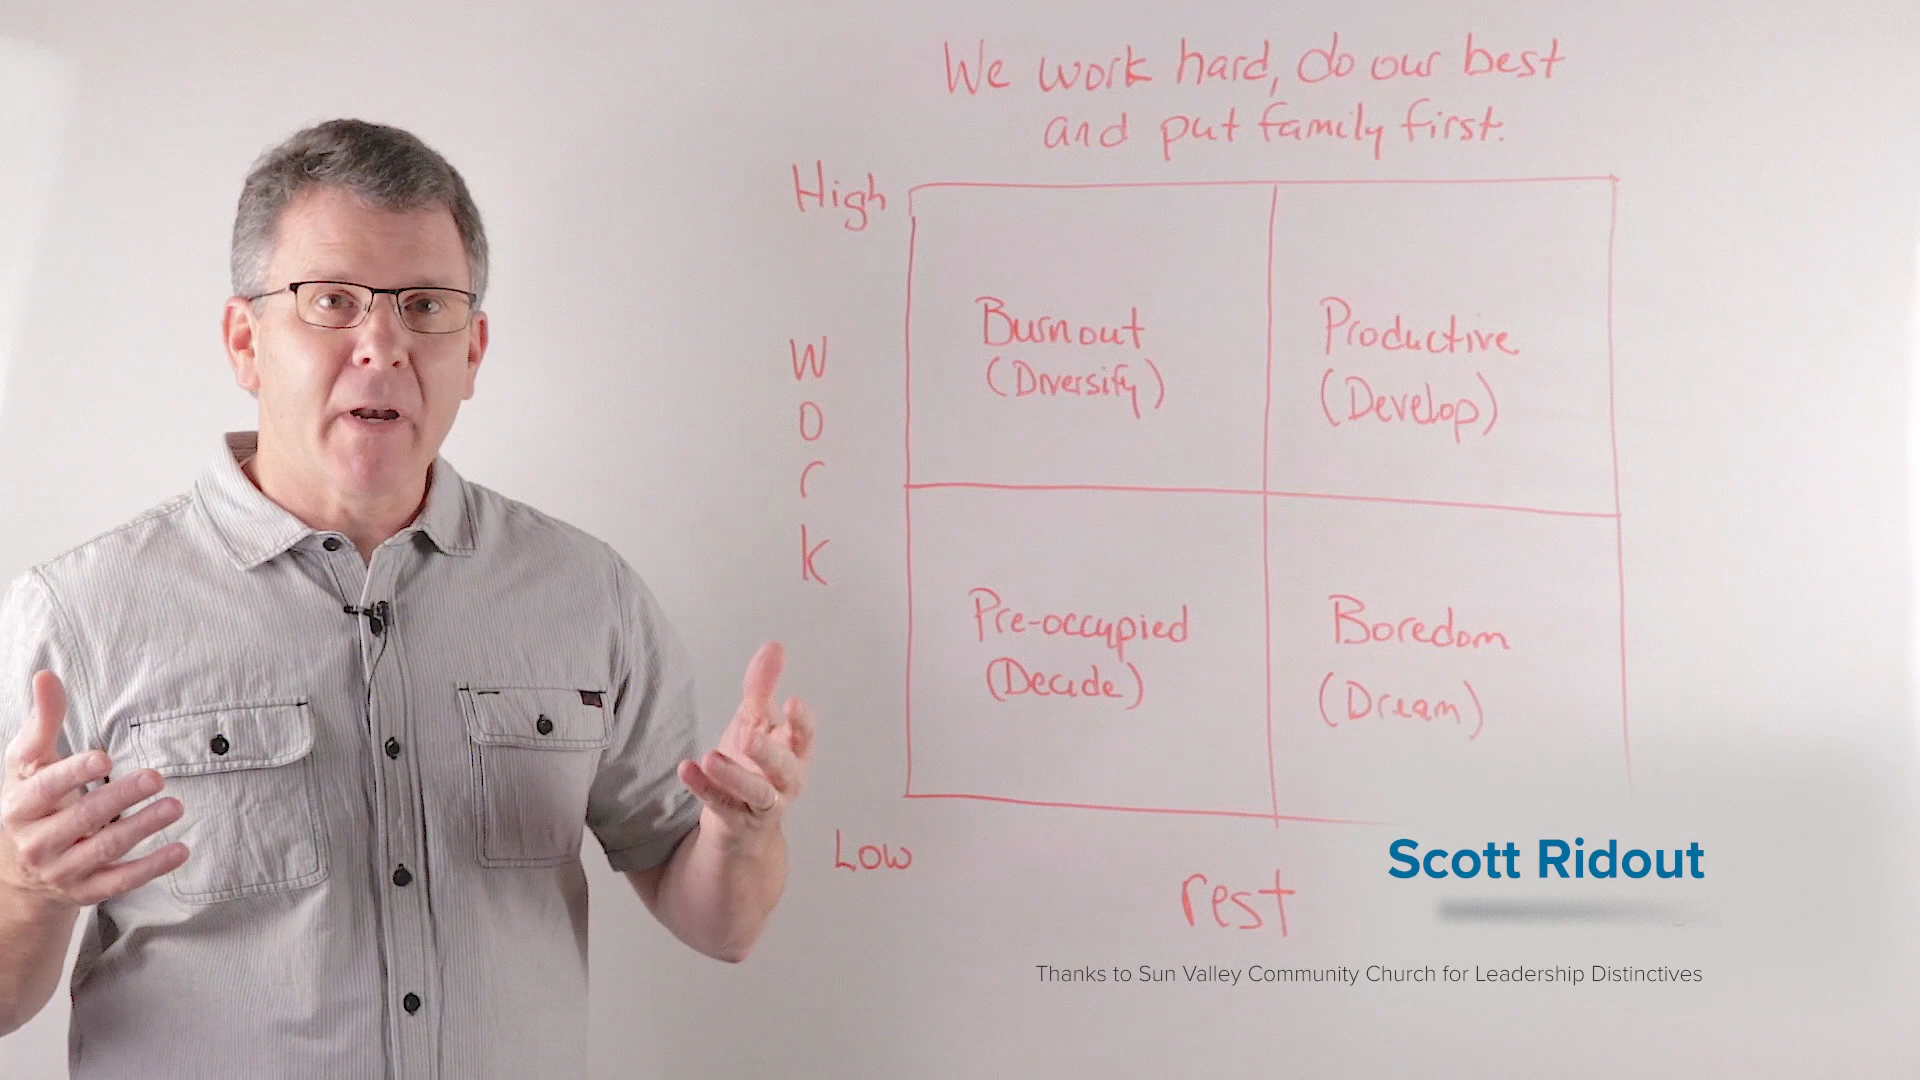 We work hard, do our best
and put family first.
High
Work
Burnout
(Diversify)
Productive
(Develop)
Pre-occupied
(Decide)
Boredom
(Dream)
Low
rest
Scott Ridout
Thanks to Sun Valley Community Church for Leadership Distinctives